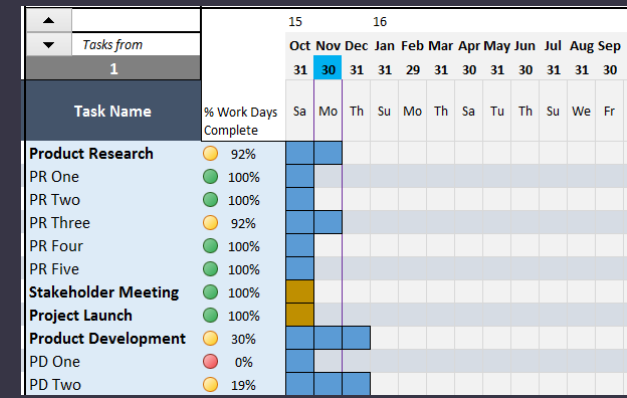 15 16
Tasks from Oct Nov Dec Jan Feb Mar Apr May Jun Jul Aug Sep
1 31 30 31 31 29 31 30 31 30 31 31 30
Task Name % Work Days Complete Sa Mo Th Su Mo Th Sa Tu Th Su We Fr
Product Research 92%
PR One 100%
PR Two 100%
PR Three 92%
PR Four 100%
PR Five 100%
Stakeholder Meeting 100%
Project Launch 100%
Product Development 30%
PD One 0%
PD Two 19%